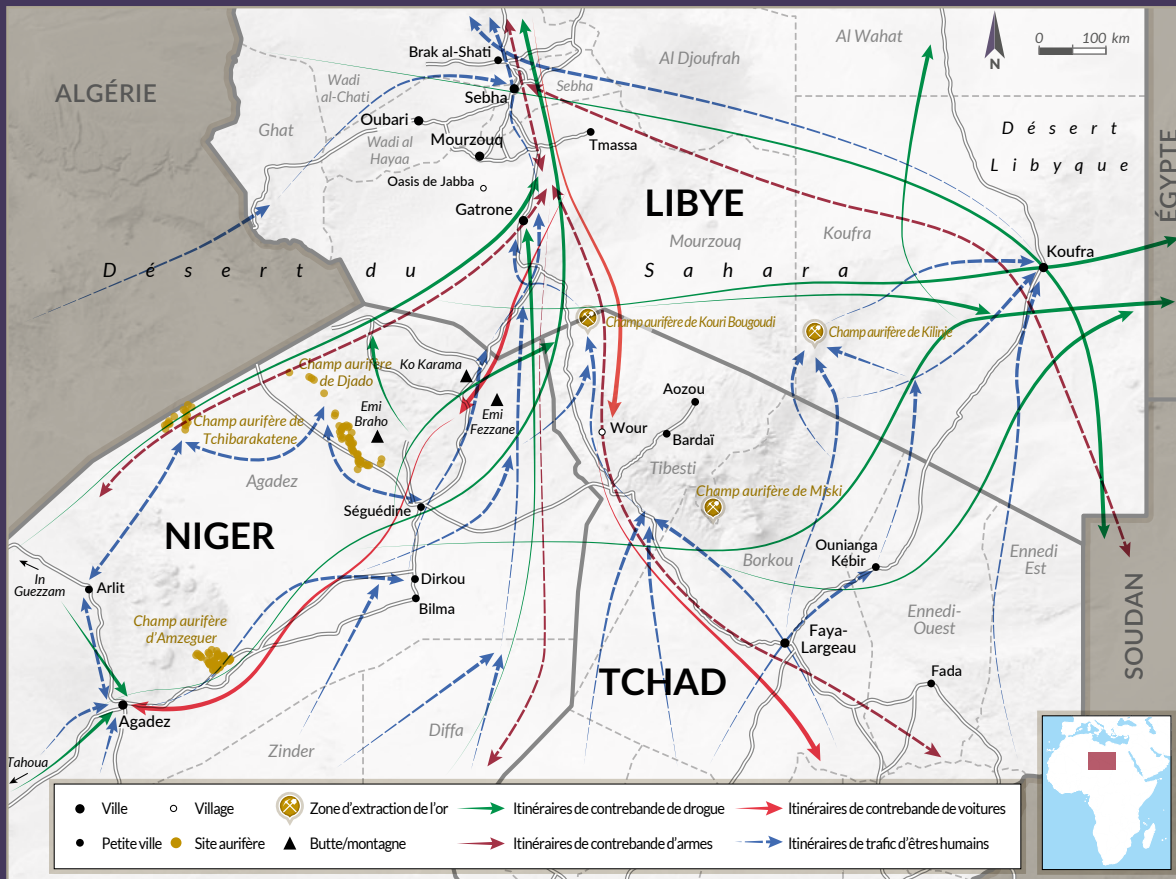 ALGÉRIE
Brak al-Shati
Wadi
al-Chati
Sebha
Sebha
Al Djoufrah
Al Wahat
N
0 100 km
Ghat
Oubari
Wadi al
Hayaa
Mourzouq
Tmassa
Oasis de Jabba
Gatrone
LIBYE
Mourzouq
Koufra
Koufra
Désert
Libyque
ÉGYPTE
Désert du Sahara
Champ aurifère de Kouri Bougoudi
Champ aurifère de Kilinje
Champ aurifère
de Djado
Ko Karama
Emi
Braho
Emi
Fezzane
Champ aurifère de
Tchibarakatene
Agadez
Séguédine
Aozou
Wour
Bardaï
Tibesti
Champ aurifère de Miski
NIGER
In
Guezzam
Arlit
Dirkou
Bilma
Champ aurifère
d'Amzeguer
Agadez
Tahoua
Zinder
Diffa
TCHAD
Borkou
Ounianga
Kébir
Faya-
Largeau
Ennedi
Est
Ennedi-
Ouest
Fada
SOUDAN
Ville
Village
Zone d'extraction de l'or
Itinéraires de contrebande de drogue
Itinéraires de contrebande de voitures
Petite ville
Site aurifère
Butte/montagne
Itinéraires de contrebande d'armes
Itinéraires de trafic d'êtres humains